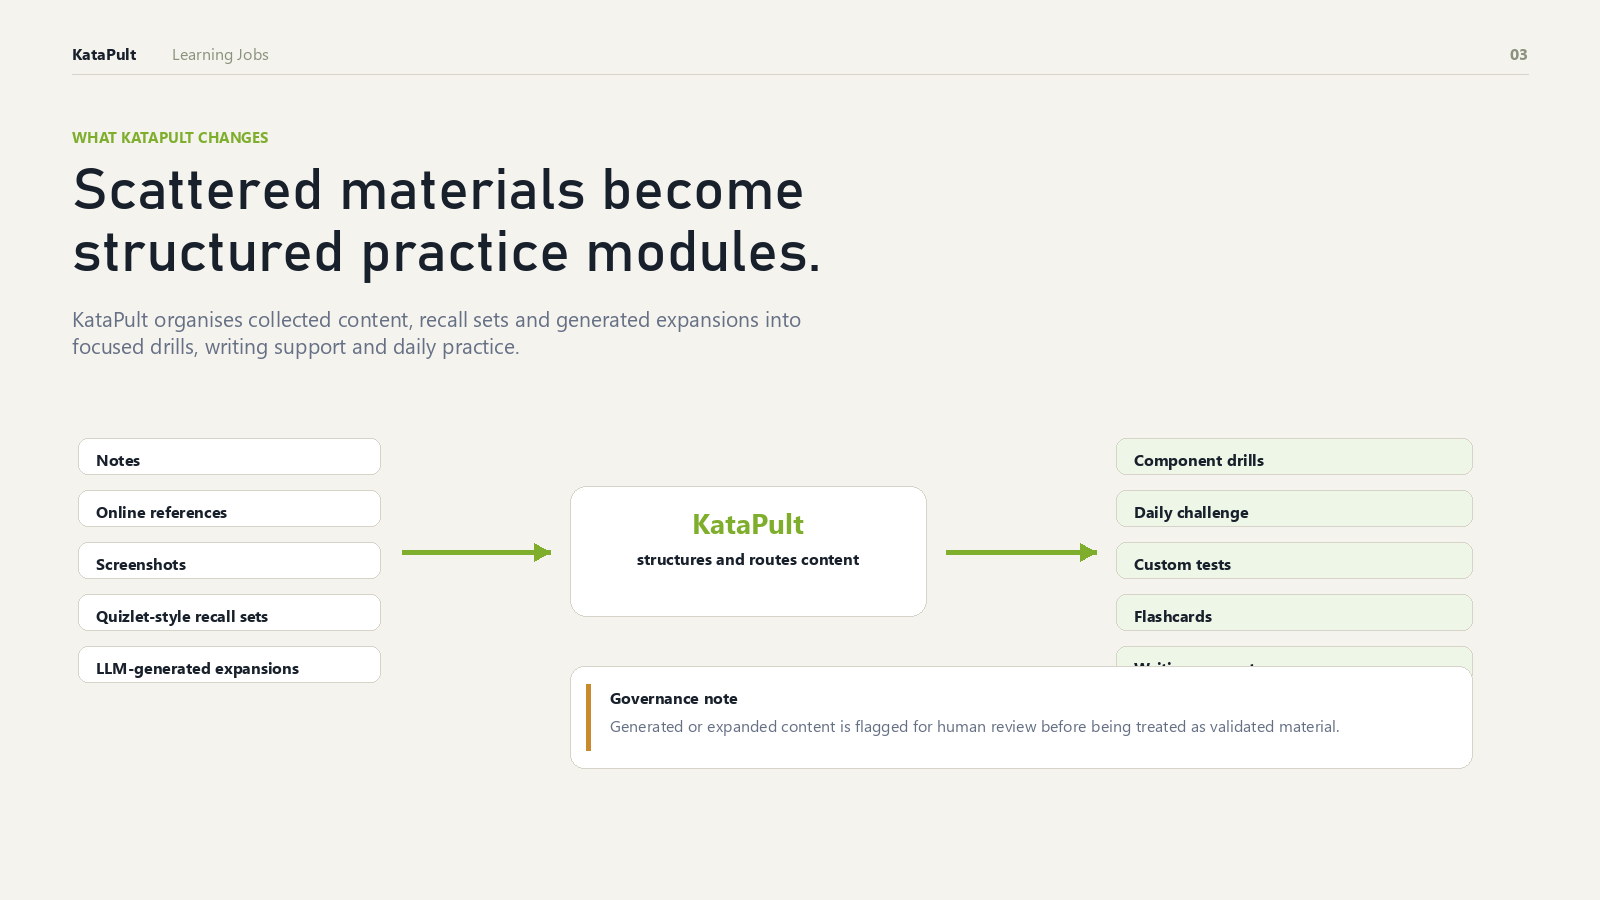 KataPult
Learning Jobs
03
WHAT KATAPULT CHANGES
Scattered materials become
structured practice modules.
KataPult organises collected content, recall sets and generated expansions into
focused drills, writing support and daily practice.
Notes
Online references
Screenshots
Quizlet-style recall sets
LLM-generated expansions
KataPult
structures and routes content
Component drills
Daily challenge
Custom tests
Flashcards
Governance note
Generated or expanded content is flagged for human review before being treated as validated material.